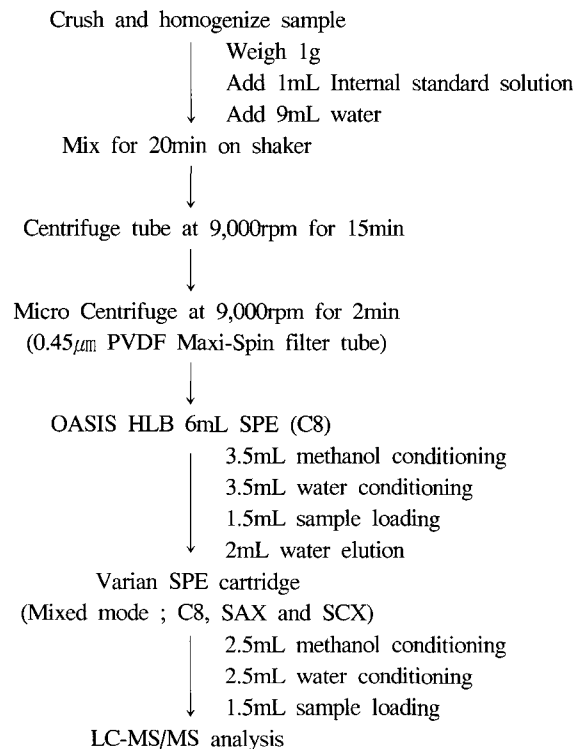 Crush and homogenize sample
Weigh 1g
Add 1mL Internal standard solution
Add 9mL water
Mix for 20min on shaker
Centrifuge tube at 9,000rpm for 15min
Micro Centrifuge at 9,000rpm for 2min
(0.45㎛ PVDF Maxi-Spin filter tube)
OASIS HLB 6mL SPE (C8)
3.5mL methanol conditioning
3.5mL water conditioning
1.5mL sample loading
2mL water elution
Varian SPE cartridge
(Mixed mode ; C8, SAX and SCX)
2.5mL methanol conditioning
2.5mL water conditioning
1.5mL sample loading
LC-MS/MS analysis